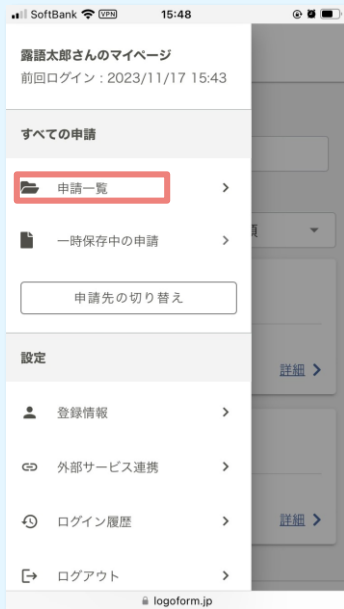 SoftBank VPN 15:48
露語太郎さんのマイページ
前回ログイン：2023/11/17 15:43
すべての申請
申請一覧
一時保存中の申請
申請先の切り替え
設定
詳細
登録情報
外部サービス連携
ログイン履歴
詳細
ログアウト
logoform.jp